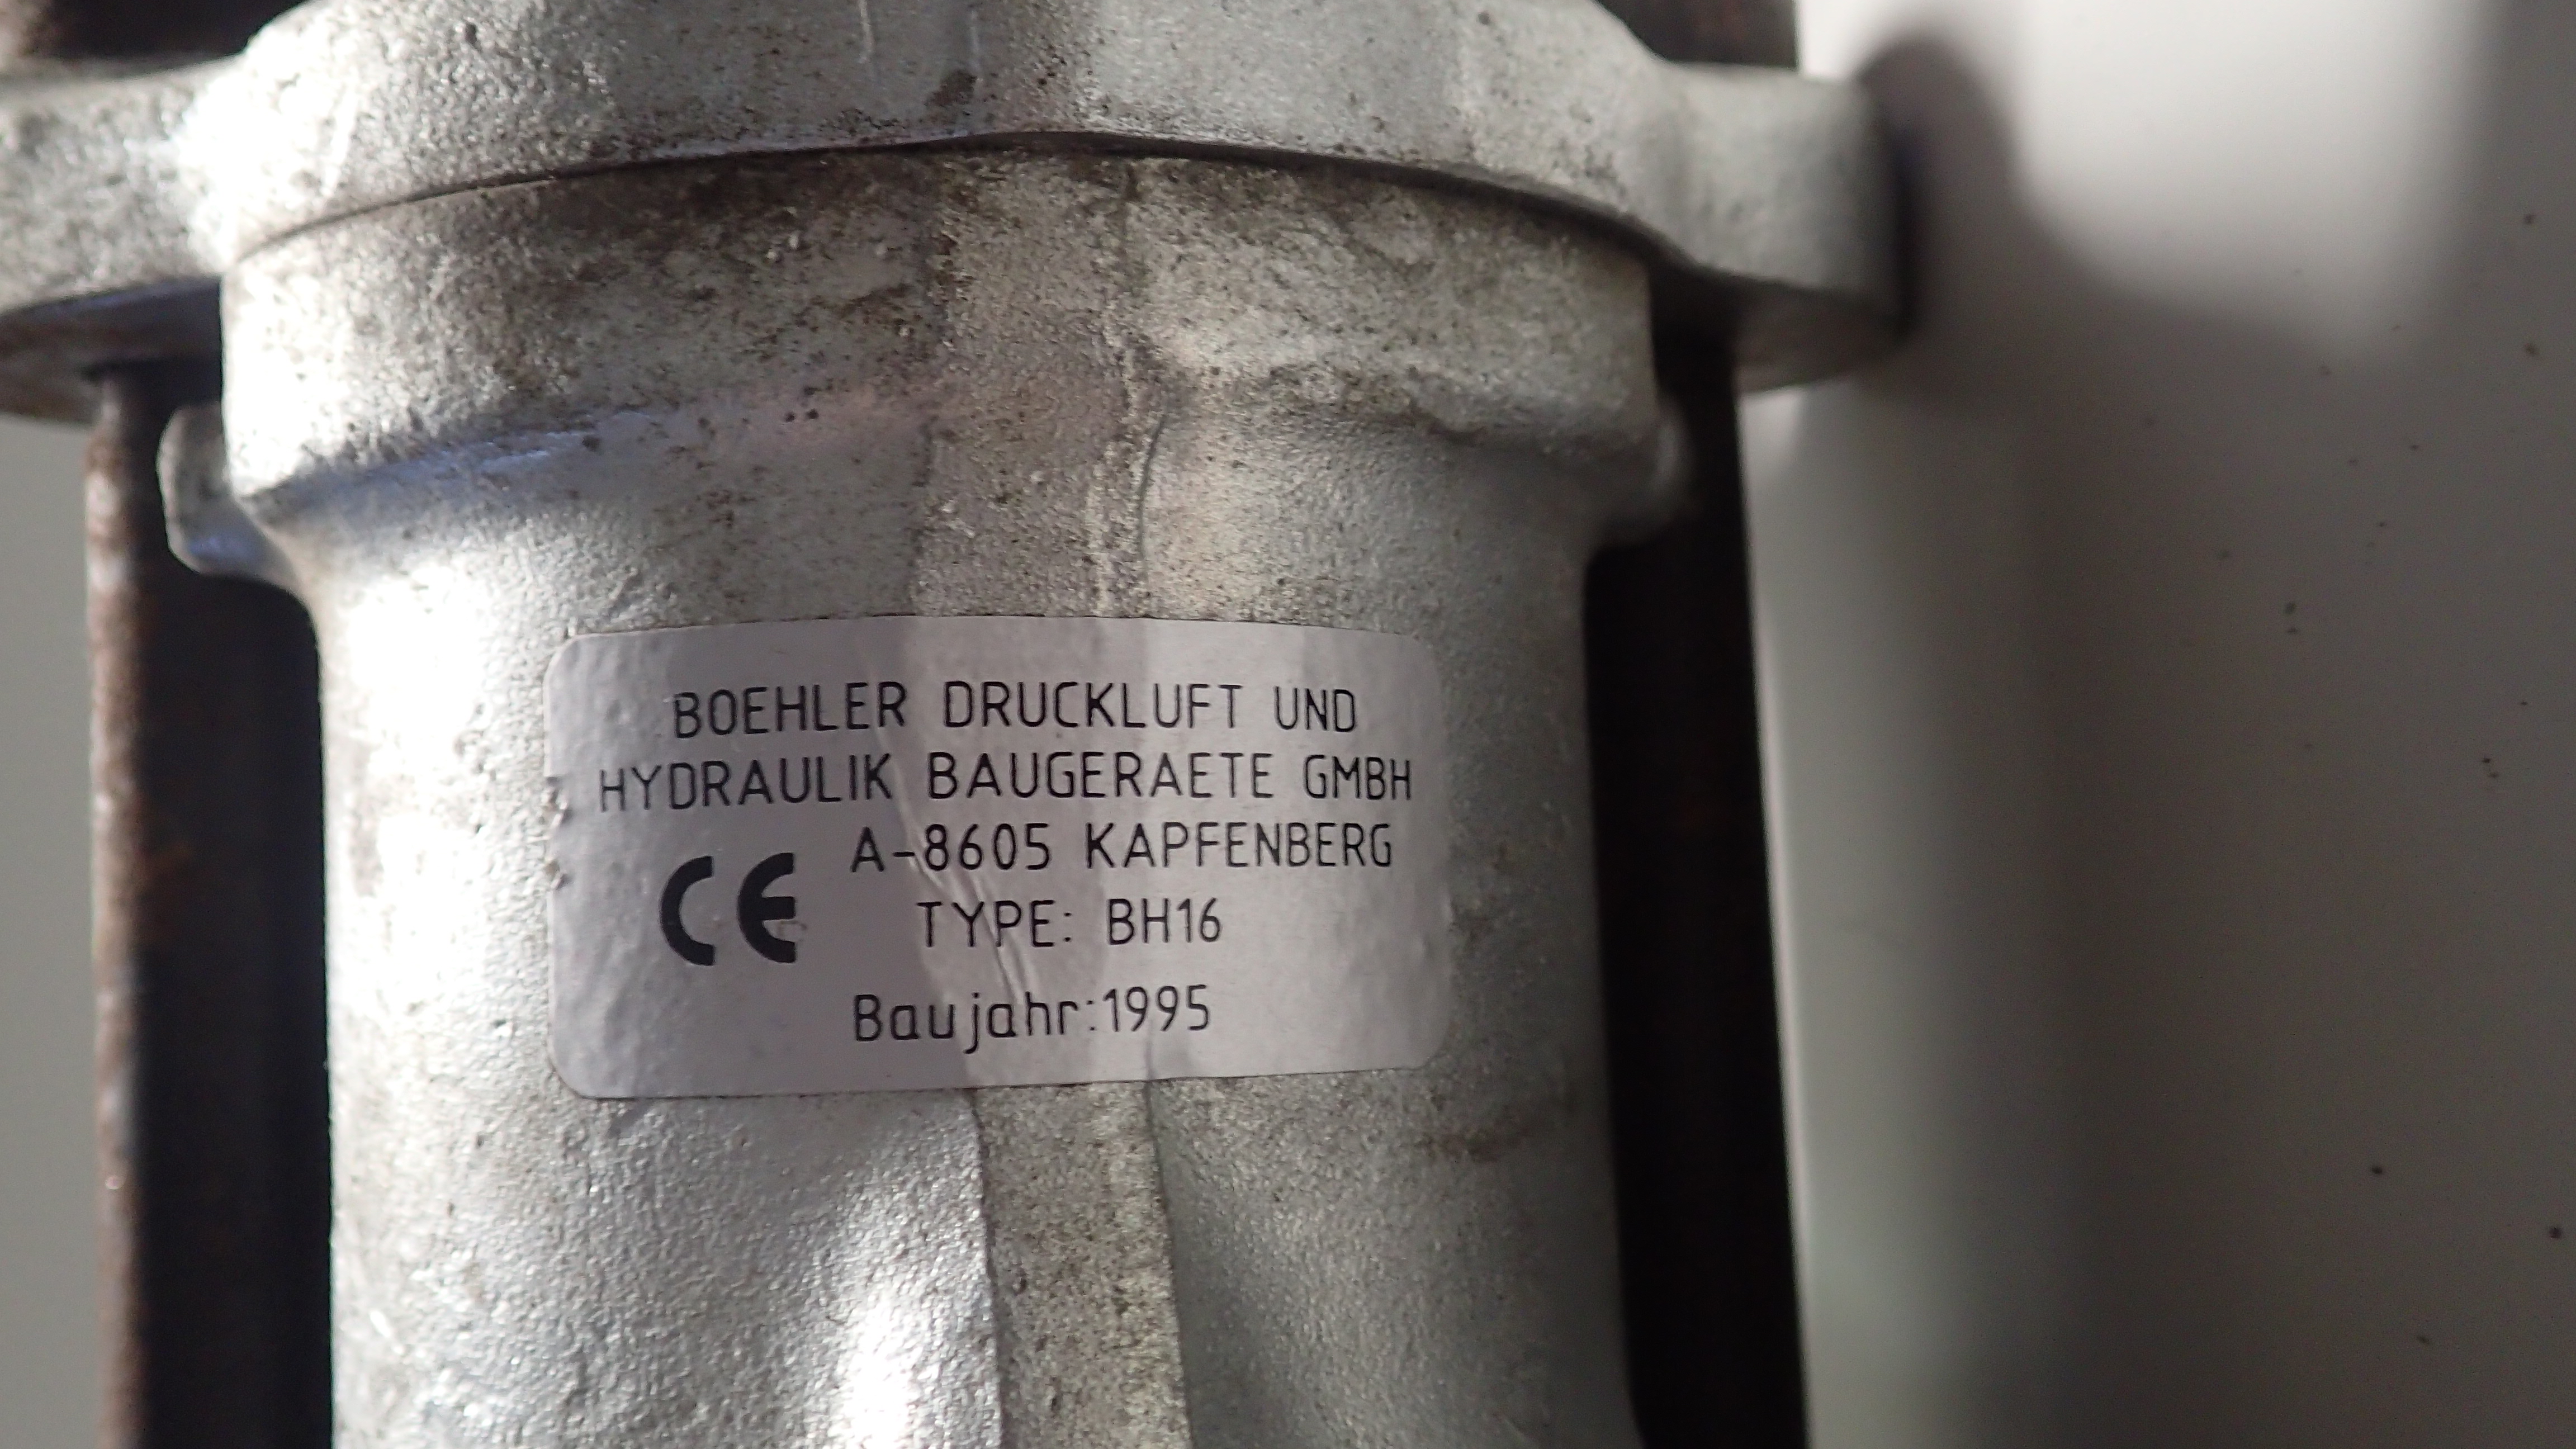 BOEHLER DRUCKLUFT UND
HYDRAULIK BAUGERAETE GMBH
A-8605 KAPFENBERG
CE TYPE: BH16
Baujahr:1995